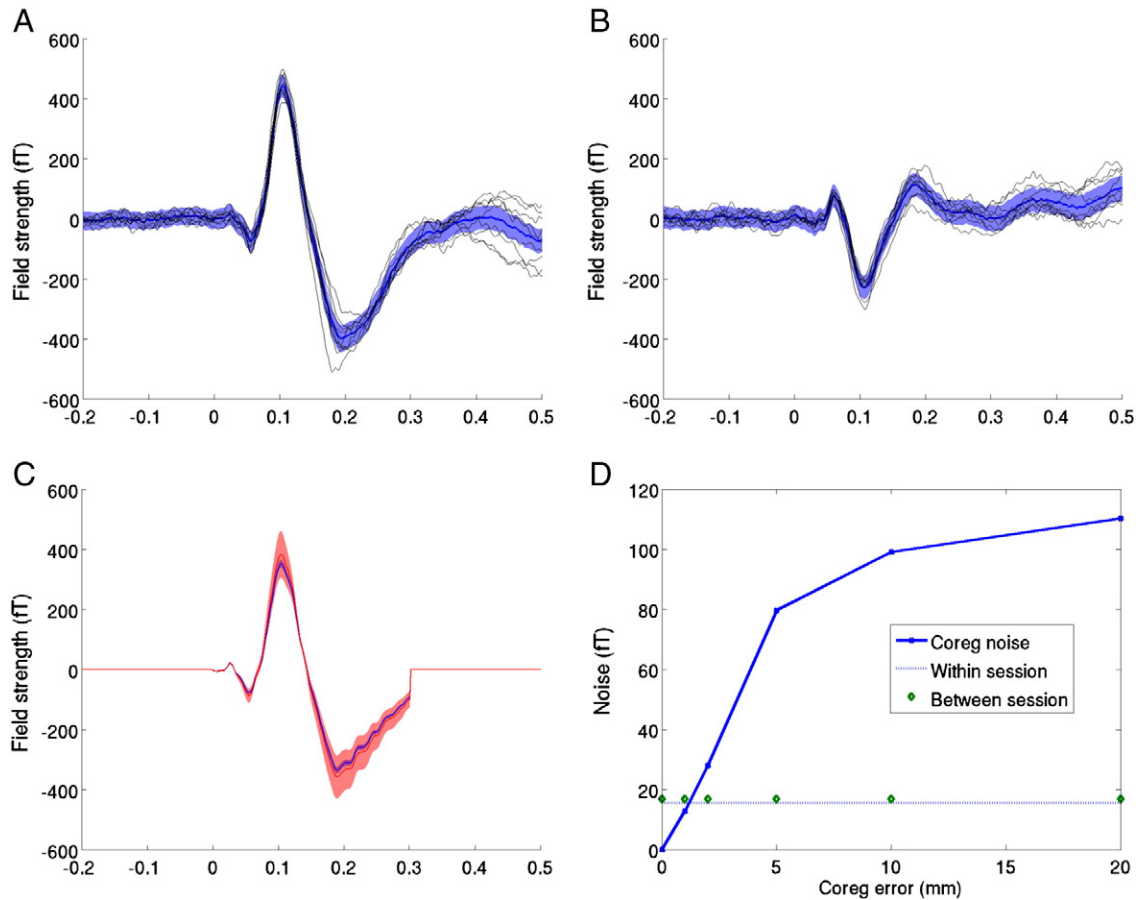 A
600
400
200
0
-200
-400
-600
Field strength (fT)
-0.2 -0.1 0 0.1 0.2 0.3 0.4 0.5
B
600
400
200
0
-200
-400
-600
Field strength (fT)
-0.2 -0.1 0 0.1 0.2 0.3 0.4 0.5
C
600
400
200
0
-200
-400
-600
Field strength (fT)
-0.2 -0.1 0 0.1 0.2 0.3 0.4 0.5
D
120
100
80
60
40
20
0
Noise (fT)
Coreg noise
Within session
Between session
0 5 10 15 20
Coreg error (mm)